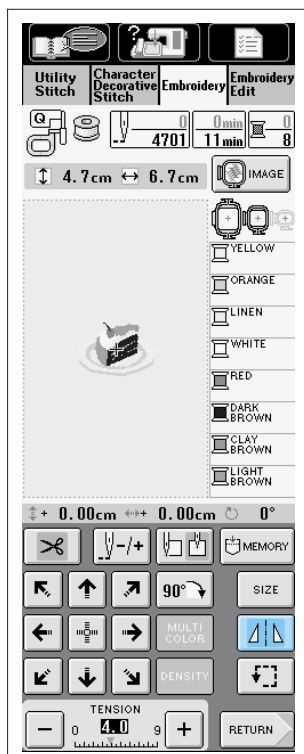 Utility Stitch
Character Decorative Stitch
Embroidery
Embroidery Edit
Q
0
4701
0min
11min
0
8
4.7cm 6.7cm
IMAGE
YELLOW
ORANGE
LINEN
WHITE
RED
DARK BROWN
CLAY BROWN
LIGHT BROWN
+ 0.00cm + 0.00cm 0°
-/+
MEMORY
90°
SIZE
MULTI COLOR
DENSITY
TENSION
− 0 4.0 9 +
RETURN